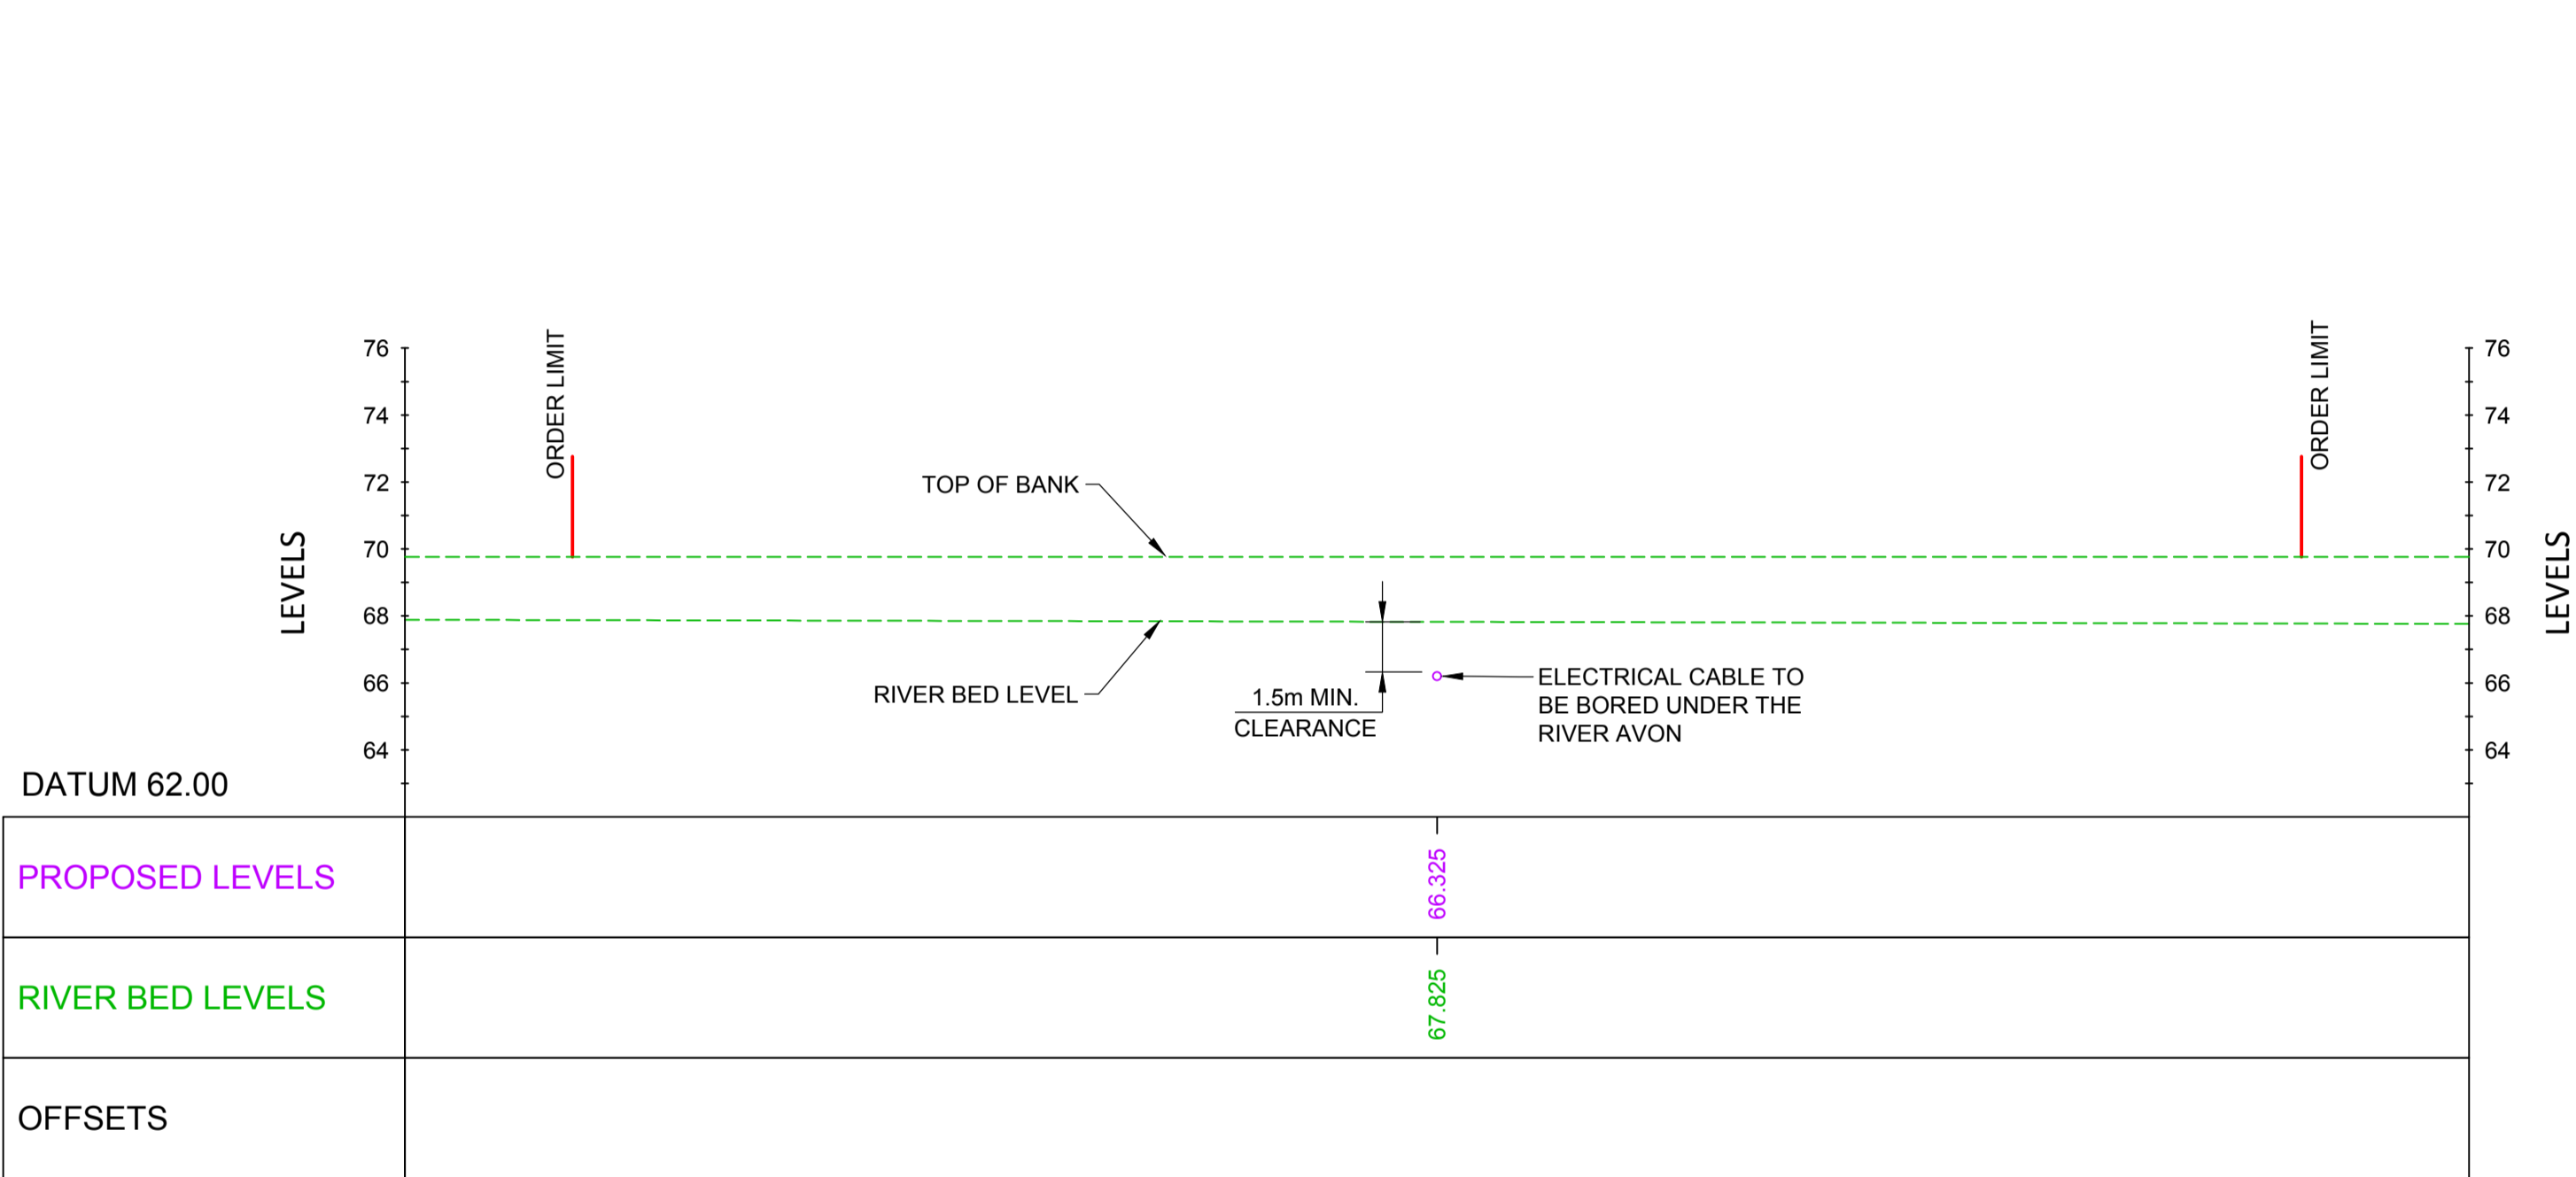 ORDER LIMIT
ORDER LIMIT
76
76
74
74
TOP OF BANK
72
72
70
70
LEVELS
LEVELS
68
68
66
66
RIVER BED LEVEL
1.5m MIN.
CLEARANCE
ELECTRICAL CABLE TO
BE BORED UNDER THE
RIVER AVON
64
64
DATUM 62.00
PROPOSED LEVELS
66.325
RIVER BED LEVELS
67.825
OFFSETS